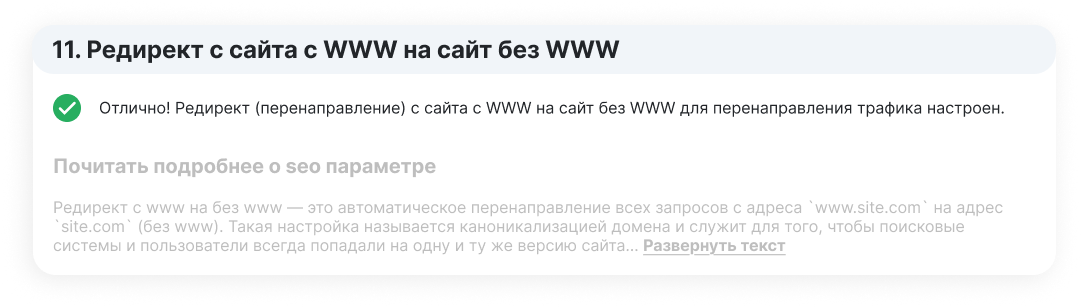 11. Редирект с сайта с WWW на сайт без WWW
Отлично! Редирект (перенаправление) с сайта с WWW на сайт без WWW для перенаправления трафика настроен.
Почитать подробнее о seo параметре
Редирект с www на без www — это автоматическое перенаправление всех запросов с адреса `www.site.com` на адрес
`site.com` (без www). Такая настройка называется каноникализацией домена и служит для того, чтобы поисковые
системы и пользователи всегда попадали на одну и ту же версию сайта... Развернуть текст